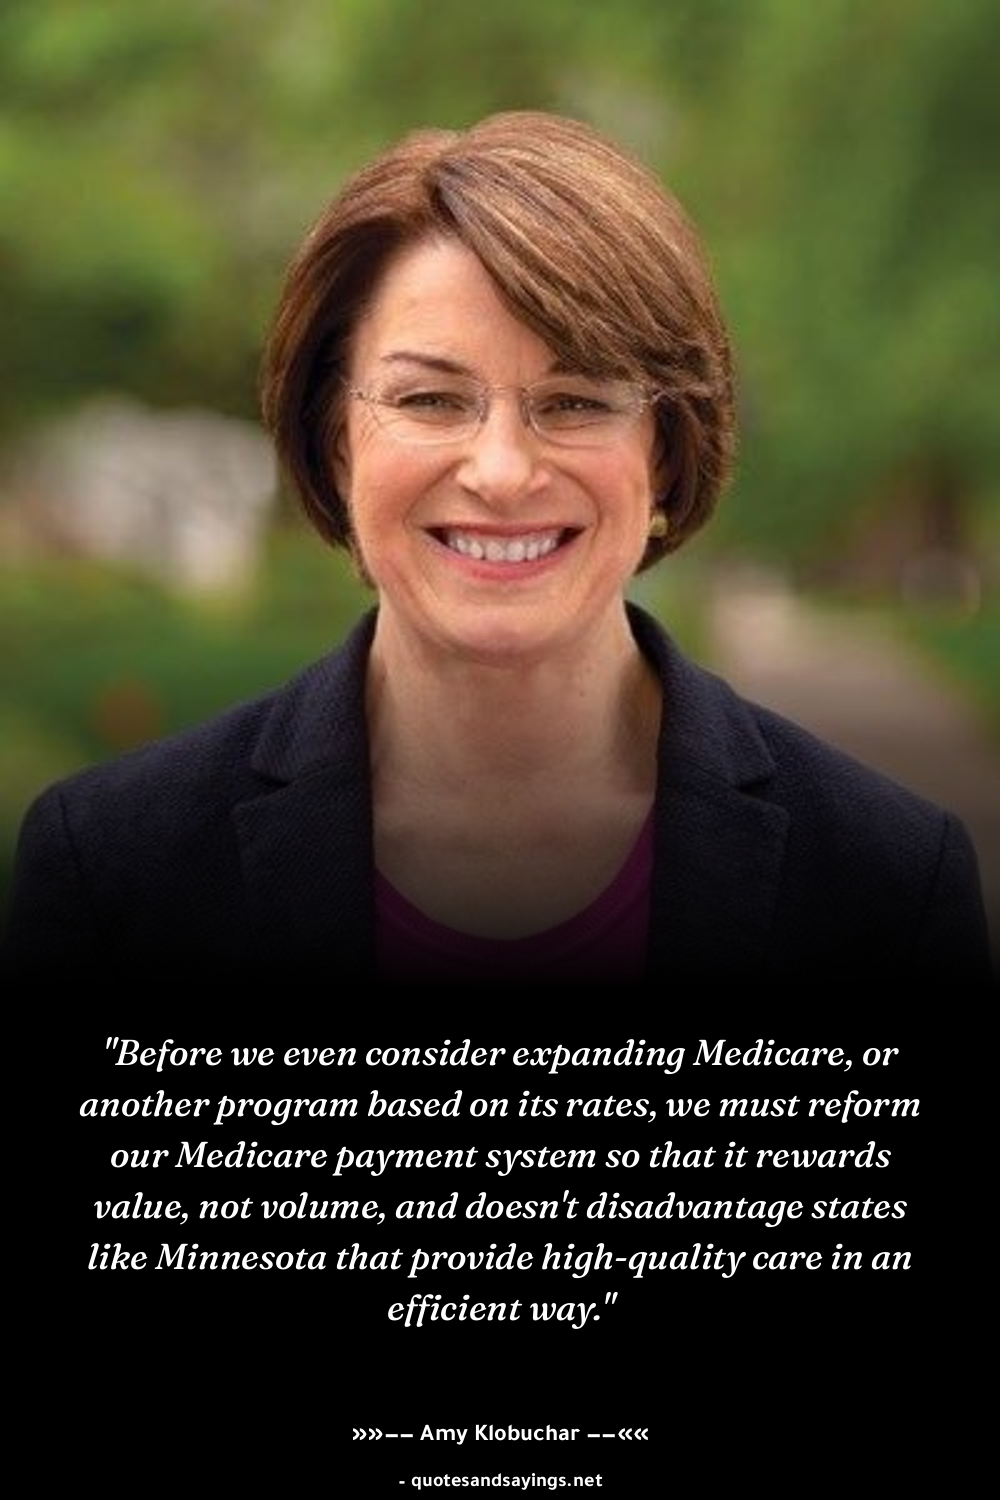 "Before we even consider expanding Medicare, or
another program based on its rates, we must reform
our Medicare payment system so that it rewards
value, not volume, and doesn't disadvantage states
like Minnesota that provide high-quality care in an
efficient way."
»»–– Amy Klobuchar ––««
- quotesandsayings.net